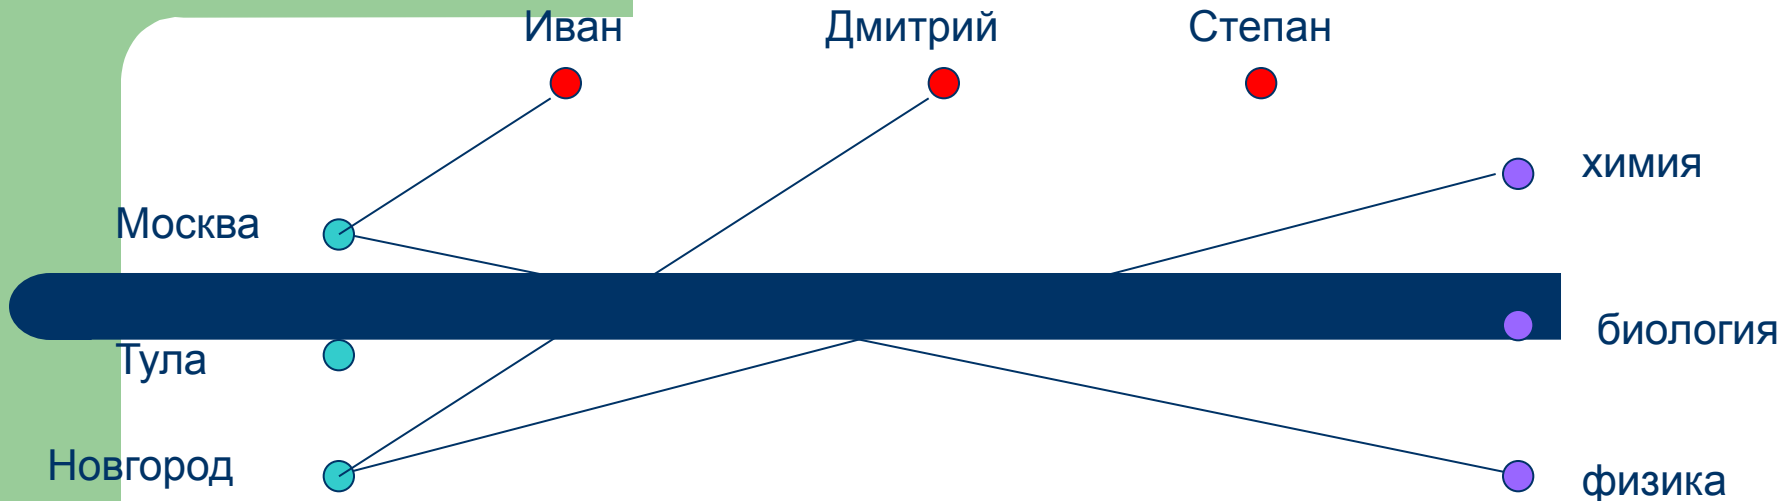 Иван
Дмитрий
Степан
химия
Москва
биология
Тула
Новгород
физика